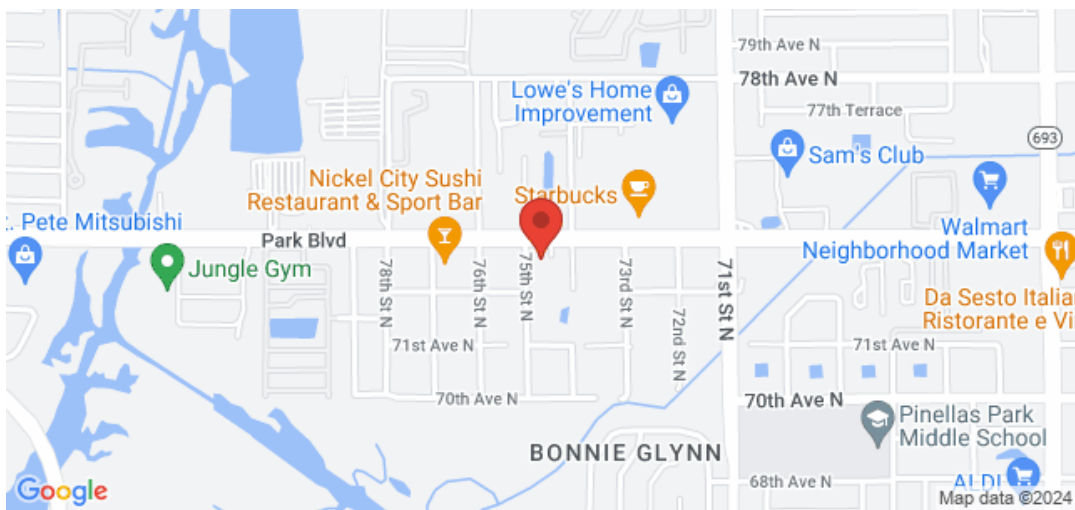 79th Ave N
78th Ave N
77th Terrace
Lowe's Home
Improvement
693
Sam's Club
Nickel City Sushi
Restaurant & Sport Bar
Starbucks
. Pete Mitsubishi
Park Blvd
Walmart
Neighborhood Market
Jungle Gym
78th St N
76th St N
75th St N
73rd St N
72nd St N
71st St N
Da Sesto Italia
Ristorante e Vi
71st Ave N
71st Ave N
70th Ave N
70th Ave N
Pinellas Park
Middle School
BONNIE GLYNN
68th Ave N
ALDI
Google
Map data ©2024